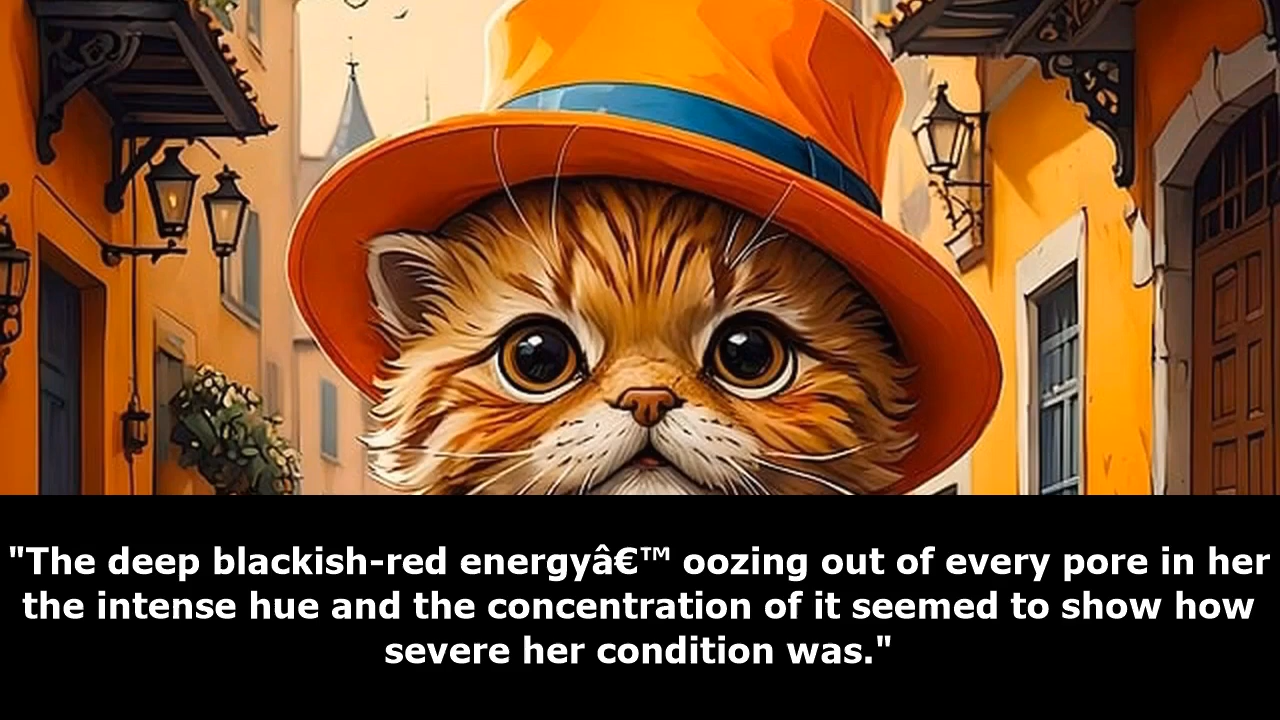 "The deep blackish-red energyâ€™ oozing out of every pore in her
the intense hue and the concentration of it seemed to show how
severe her condition was."